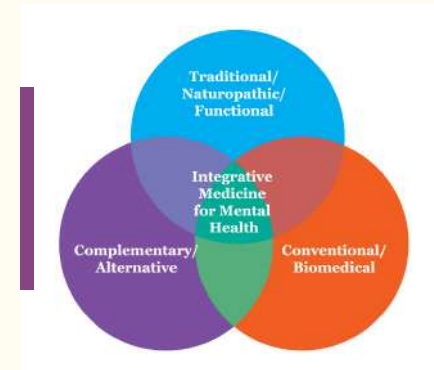 Traditional/
Naturopathic/
Functional
Integrative
Medicine
for Mental
Health
Complementary/
Alternative
Conventional/
Biomedical